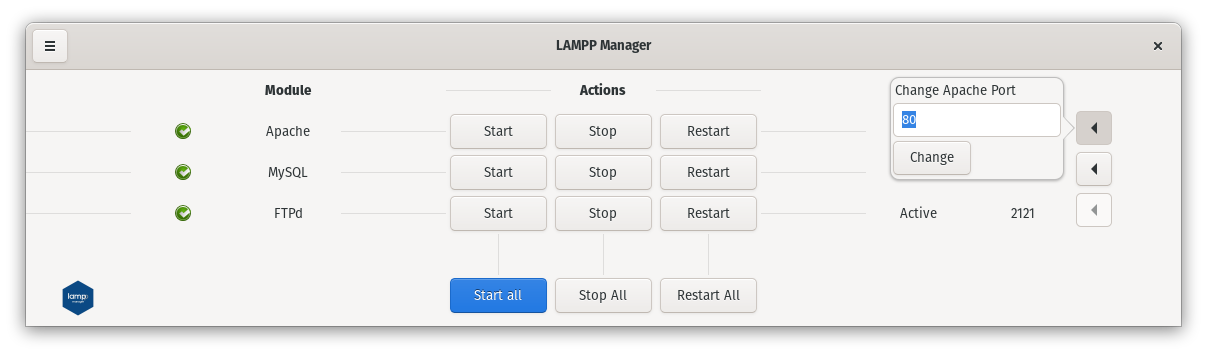 LAMPP Manager
Module Actions
Change Apache Port
80
Apache Start Stop Restart
Change
MySQL Start Stop Restart
FTPd Start Stop Restart Active 2121
Start all Stop All Restart All
lamp